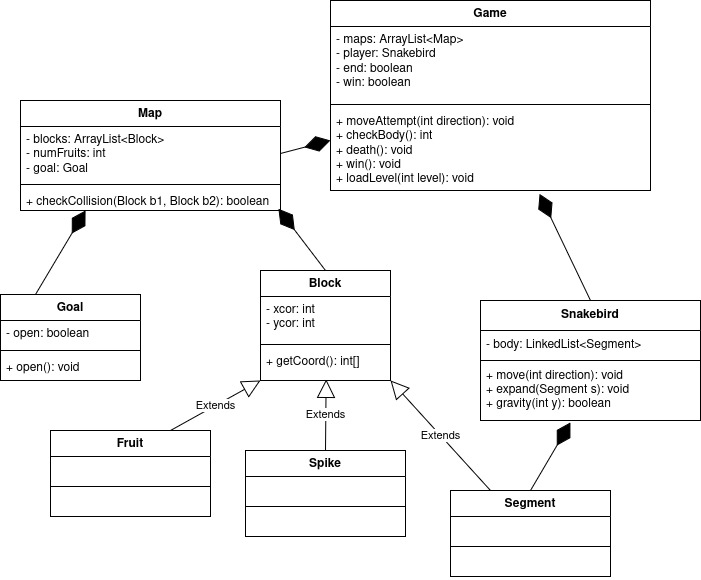 Game
- maps: ArrayList<Map>
- player: Snakebird
- end: boolean
- win: boolean
+ moveAttempt(int direction): void
+ checkBody(): int
+ death(): void
+ win(): void
+ loadLevel(int level): void
Map
- blocks: ArrayList<Block>
- numFruits: int
- goal: Goal
+ checkCollision(Block b1, Block b2): boolean
Goal
- open: boolean
+ open(): void
Block
- xcor: int
- ycor: int
+ getCoord(): int[]
Snakebird
- body: LinkedList<Segment>
+ move(int direction): void
+ expand(Segment s): void
+ gravity(int y): boolean
Extends
Extends
Extends
Fruit
Spike
Segment